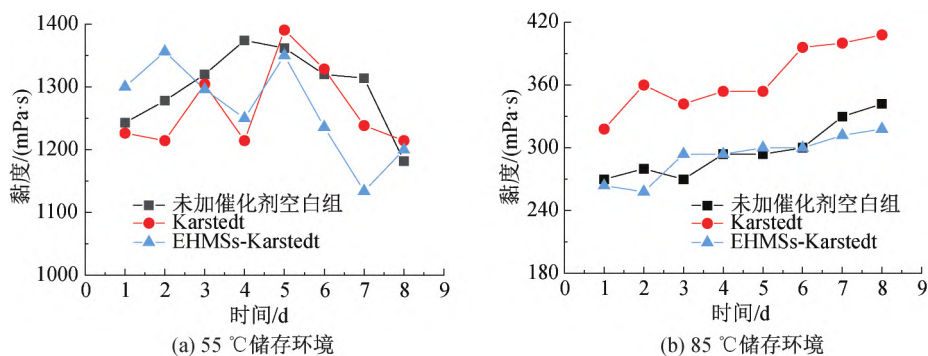 1400
1300
1200
1100
1000
黏度/(mPa·s)
未加催化剂空白组
Karstedt
EHMSs-Karstedt
0 1 2 3 4 5 6 7 8 9
时间/d
(a) 55 ℃储存环境
420
360
300
240
180
黏度/(mPa·s)
未加催化剂空白组
Karstedt
EHMSs-Karstedt
0 1 2 3 4 5 6 7 8 9
时间/d
(b) 85 ℃储存环境